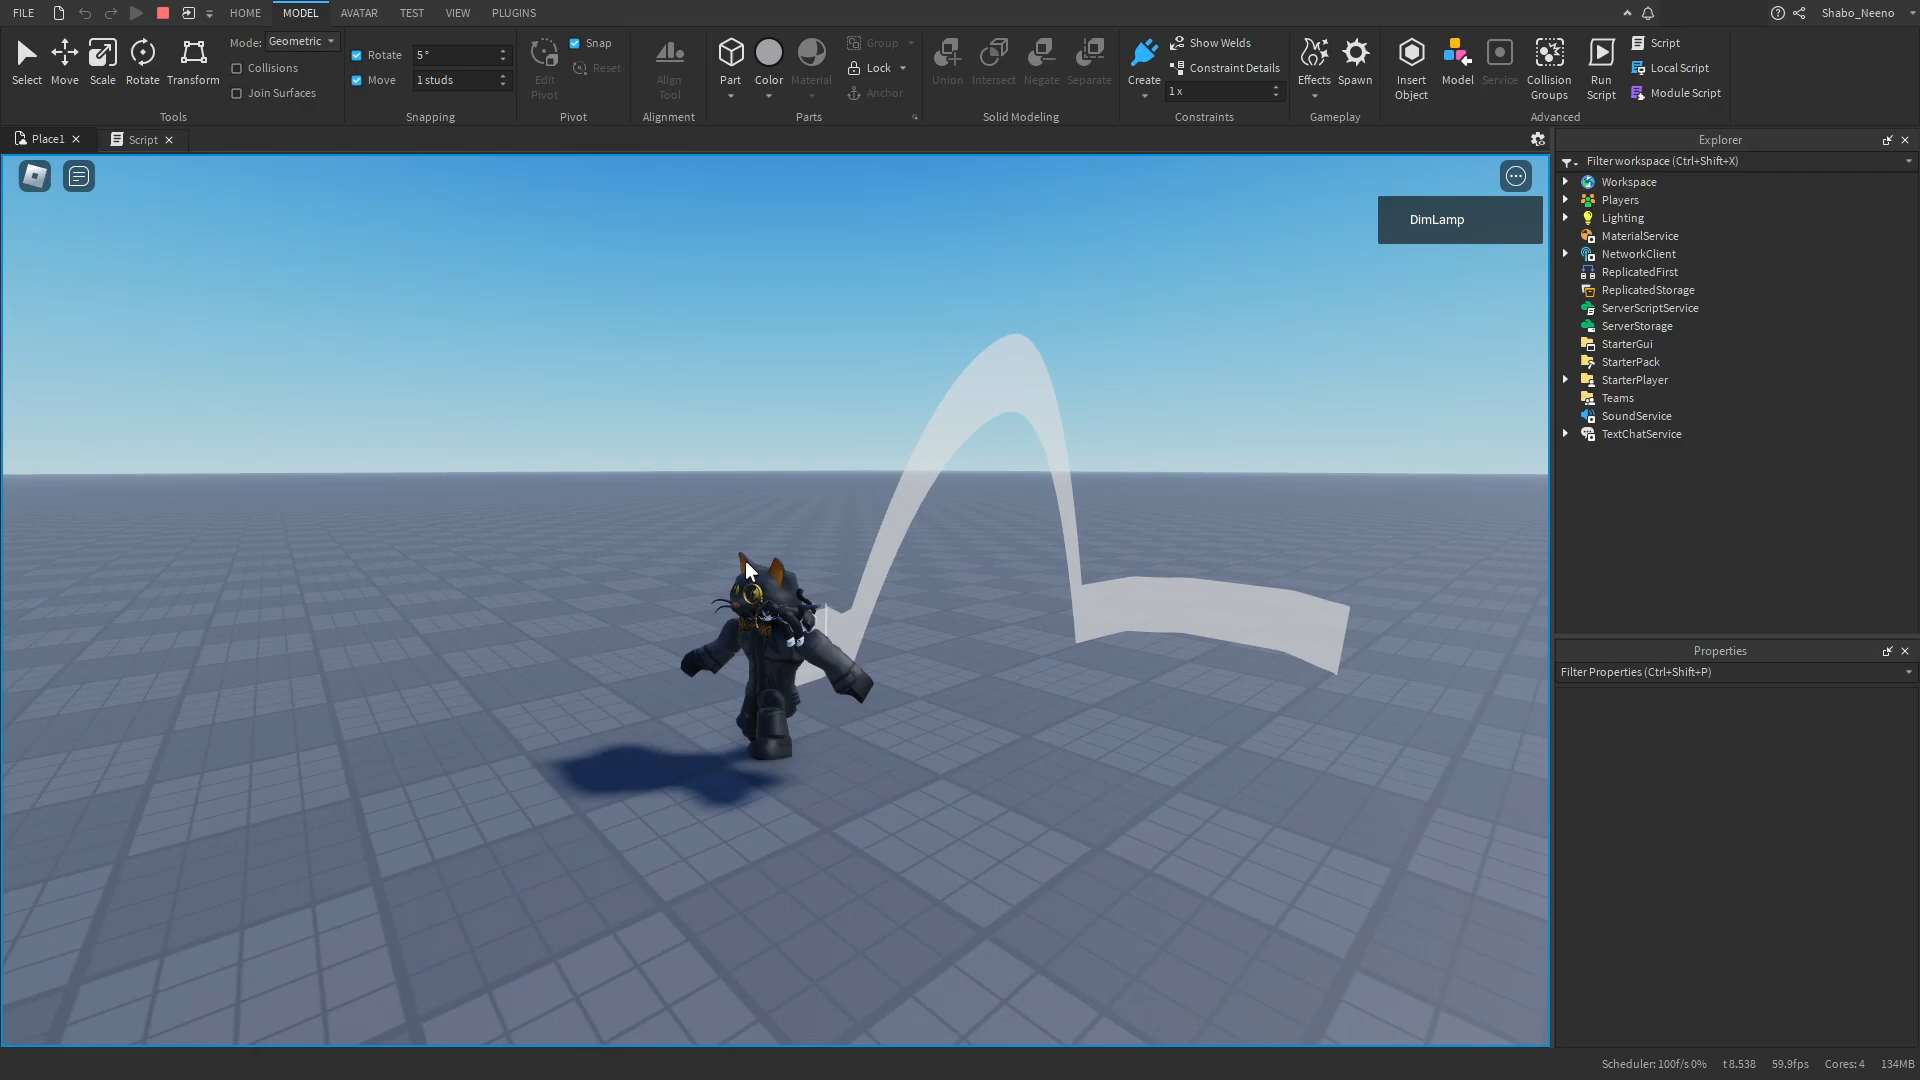 FILE HOME MODEL AVATAR TEST VIEW PLUGINS Shabo_Neeno
Select Move Scale Rotate Transform
Mode: Geometric
Collisions
Join Surfaces
Tools
Rotate 5°
Move 1 studs
Snapping
Edit Pivot
Snap
Reset
Pivot
Align Tool
Alignment
Part Color Material
Group
Lock
Anchor
Parts
Union Intersect Negate Separate
Solid Modeling
Create
Show Welds
Constraint Details
1 x
Constraints
Effects Spawn
Gameplay
Insert Object
Model
Service
Collision Groups
Run Script
Script
Local Script
Module Script
Advanced
Place1
Script
DimLamp
Explorer
Filter workspace (Ctrl+Shift+X)
Workspace
Players
Lighting
MaterialService
NetworkClient
ReplicatedFirst
ReplicatedStorage
ServerScriptService
ServerStorage
StarterGui
StarterPack
StarterPlayer
Teams
SoundService
TextChatService
Properties
Filter Properties (Ctrl+Shift+P)
Scheduler: 100f/s 0% t 8.538 59.9fps Cores: 4 134MB